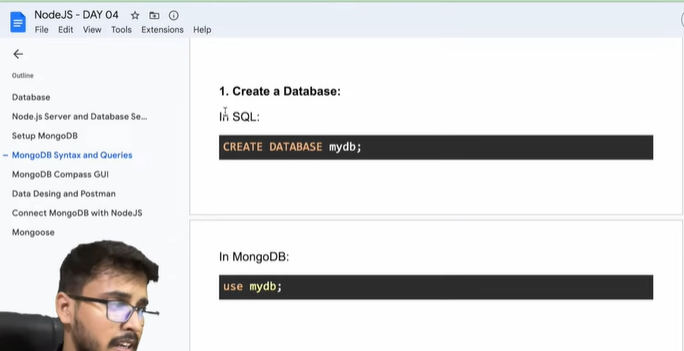 NodeJS - DAY 04
File Edit View Tools Extensions Help
Outline
Database
Node.js Server and Database Se...
Setup MongoDB
MongoDB Syntax and Queries
MongoDB Compass GUI
Data Desing and Postman
Connect MongoDB with NodeJS
Mongoose
1. Create a Database:
In SQL:
CREATE DATABASE mydb;
In MongoDB:
use mydb;